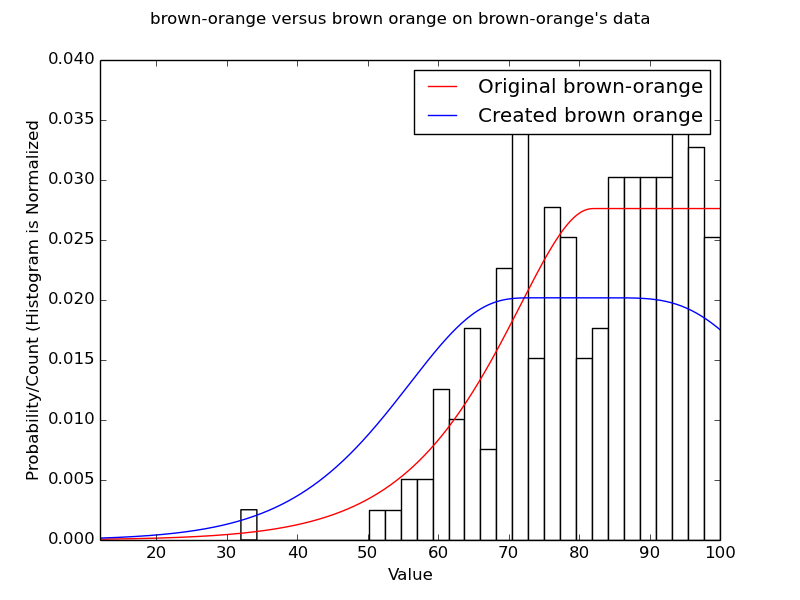 brown-orange versus brown orange on brown-orange's data
Original brown-orange
Created brown orange
0.040
0.035
0.030
0.025
0.020
0.015
0.010
0.005
0.000
Probability/Count (Histogram is Normalized
20 30 40 50 60 70 80 90 100
Value